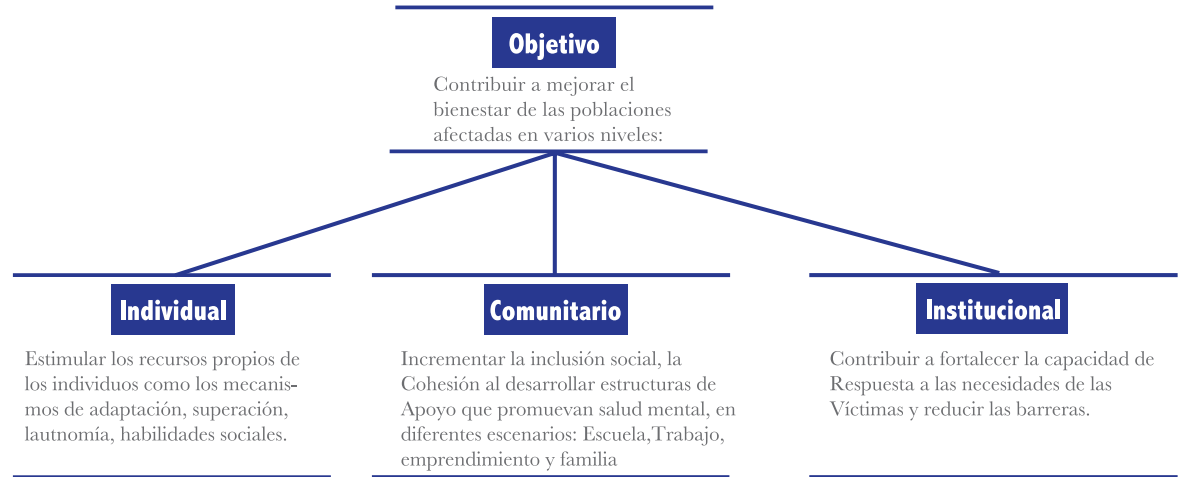 Objetivo
Contribuir a mejorar el
bienestar de las poblaciones
afectadas en varios niveles:
Individual
Estimular los recursos propios de
los individuos como los mecanis-
mos de adaptación, superación,
lautnomía, habilidades sociales.
Comunitario
Incrementar la inclusión social, la
Cohesión al desarrollar estructuras de
Apoyo que promuevan salud mental, en
diferentes escenarios: Escuela,Trabajo,
emprendimiento y familia
Institucional
Contribuir a fortalecer la capacidad de
Respuesta a las necesidades de las
Víctimas y reducir las barreras.